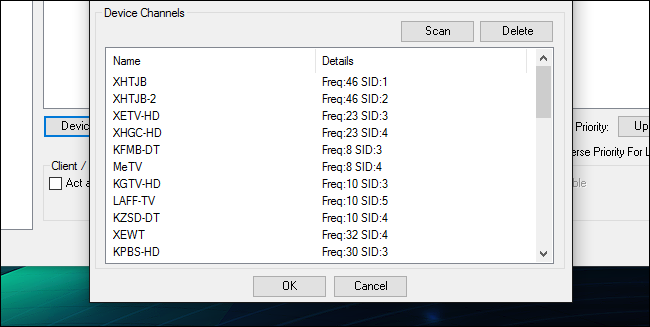 Device Channels
Scan Delete
Name Details
XHTJB Freq:46 SID:1
XHTJB-2 Freq:46 SID:2
XETV-HD Freq:23 SID:3
XHGC-HD Freq:23 SID:4
KFMB-DT Freq:8 SID:3
MeTV Freq:8 SID:4
KGTV-HD Freq:10 SID:3
LAFF-TV Freq:10 SID:5
KZSD-DT Freq:10 SID:4
XEWT Freq:32 SID:4
KPBS-HD Freq:30 SID:3
OK Cancel
Devic
Priority: Up
erse Priority For L
Client /
Act a
ble